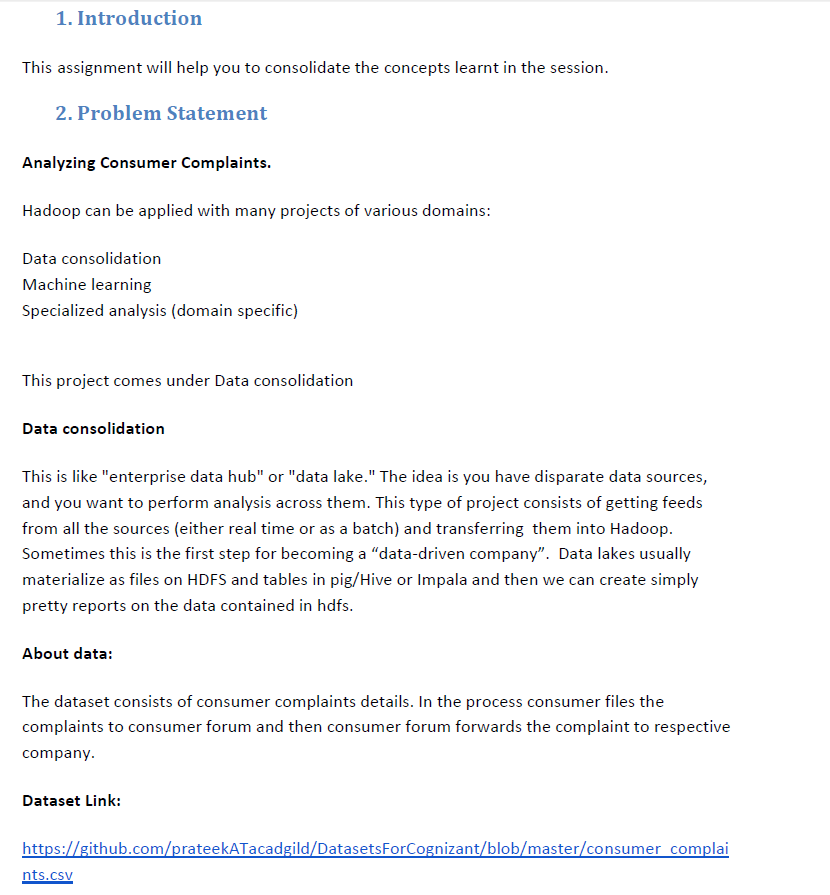 1. Introduction
This assignment will help you to consolidate the concepts learnt in the session.
2. Problem Statement
Analyzing Consumer Complaints.
Hadoop can be applied with many projects of various domains:
Data consolidation
Machine learning
Specialized analysis (domain specific)
This project comes under Data consolidation
Data consolidation
This is like "enterprise data hub" or "data lake." The idea is you have disparate data sources,
and you want to perform analysis across them. This type of project consists of getting feeds
from all the sources (either real time or as a batch) and transferring them into Hadoop.
Sometimes this is the first step for becoming a “data-driven company”. Data lakes usually
materialize as files on HDFS and tables in pig/Hive or Impala and then we can create simply
pretty reports on the data contained in hdfs.
About data:
The dataset consists of consumer complaints details. In the process consumer files the
complaints to consumer forum and then consumer forum forwards the complaint to respective
company.
Dataset Link:
https://github.com/prateekATacadgild/DatasetsForCognizant/blob/master/consumer_complai
nts.csv